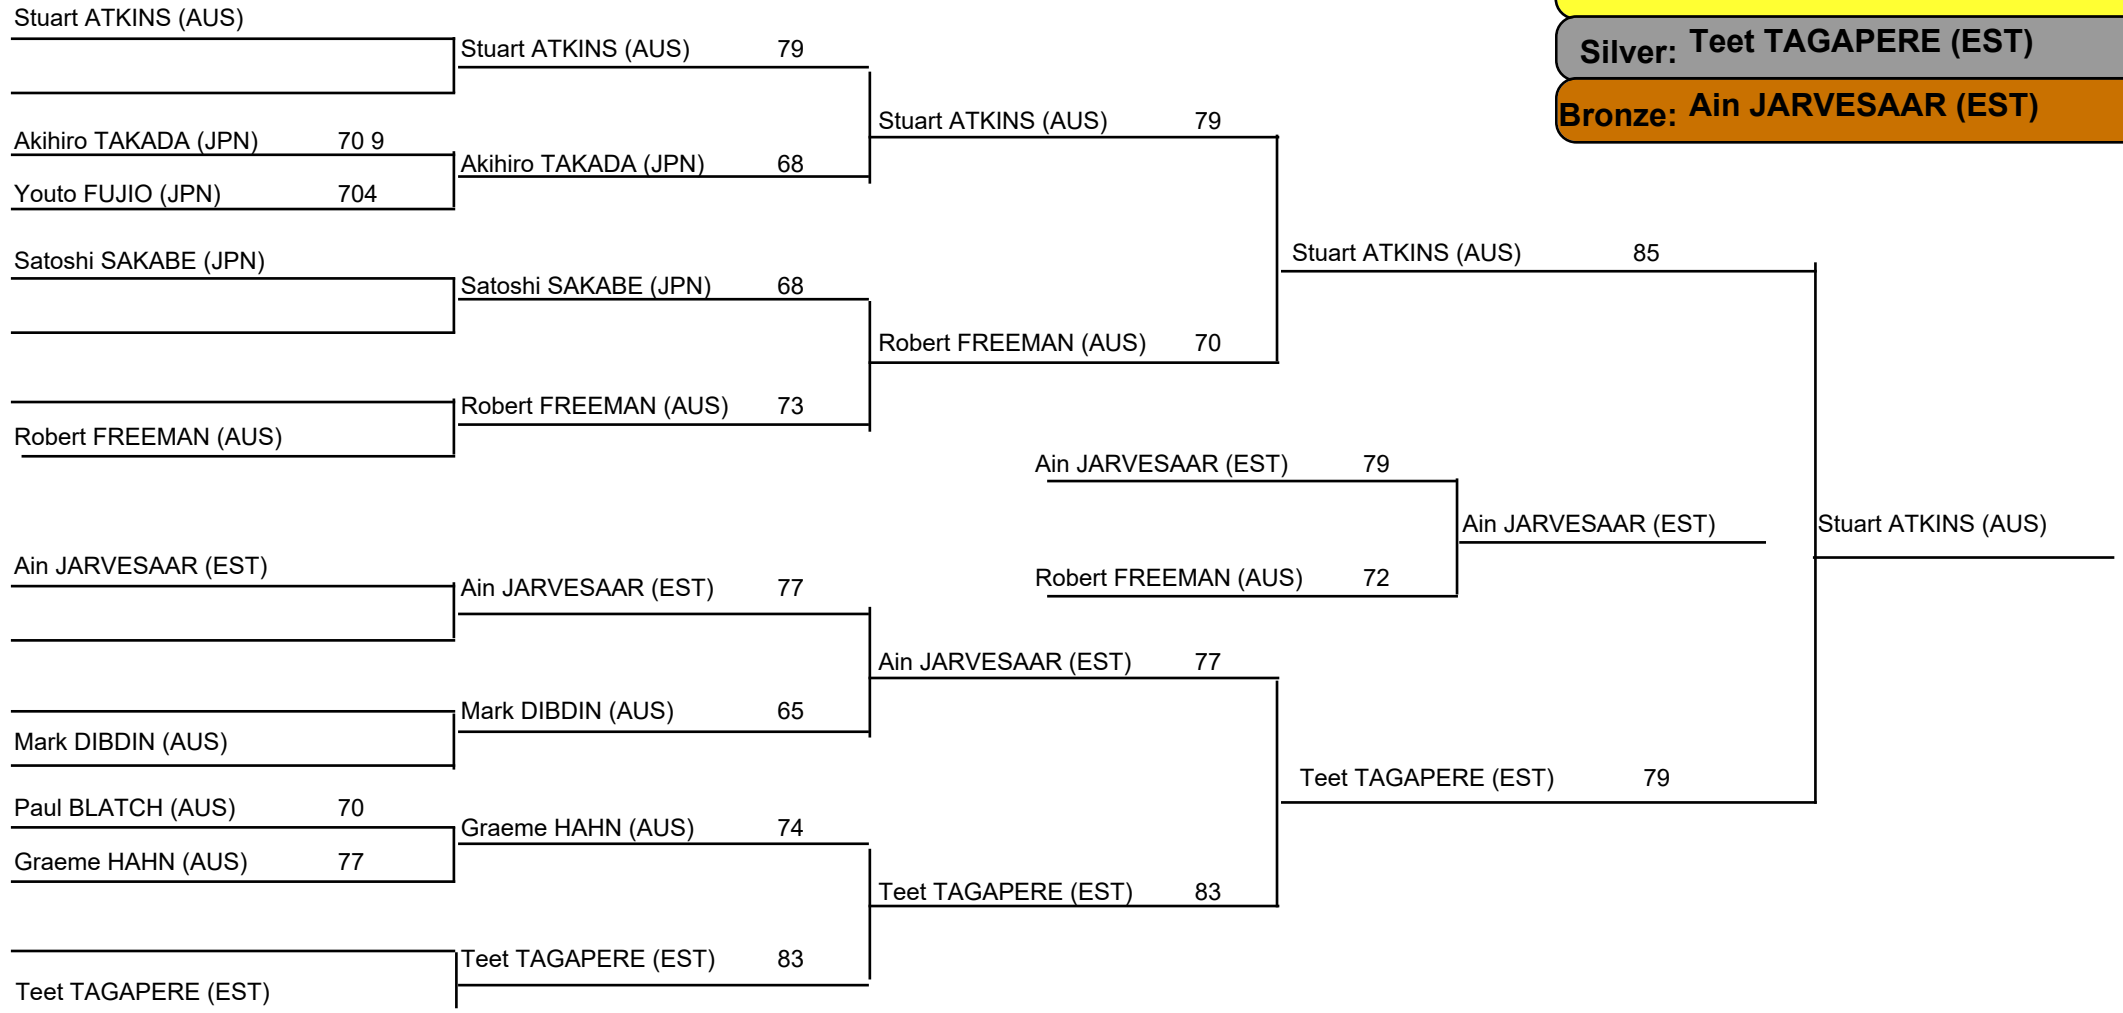 Stuart ATKINS (AUS)
Silver: Teet TAGAPERE (EST)
Bronze: Ain JARVESAAR (EST)
Stuart ATKINS (AUS) 79
Akihiro TAKADA (JPN) 70 9
Youto FUJIO (JPN) 704
Akihiro TAKADA (JPN) 68
Stuart ATKINS (AUS) 79
Satoshi SAKABE (JPN)
Satoshi SAKABE (JPN) 68
Stuart ATKINS (AUS) 85
Robert FREEMAN (AUS) 70
Robert FREEMAN (AUS) 73
Robert FREEMAN (AUS)
Ain JARVESAAR (EST) 79
Ain JARVESAAR (EST)
Stuart ATKINS (AUS)
Robert FREEMAN (AUS) 72
Ain JARVESAAR (EST)
Ain JARVESAAR (EST) 77
Ain JARVESAAR (EST) 77
Mark DIBDIN (AUS) 65
Mark DIBDIN (AUS)
Teet TAGAPERE (EST) 79
Paul BLATCH (AUS) 70
Graeme HAHN (AUS) 74
Graeme HAHN (AUS) 77
Teet TAGAPERE (EST) 83
Teet TAGAPERE (EST) 83
Teet TAGAPERE (EST)